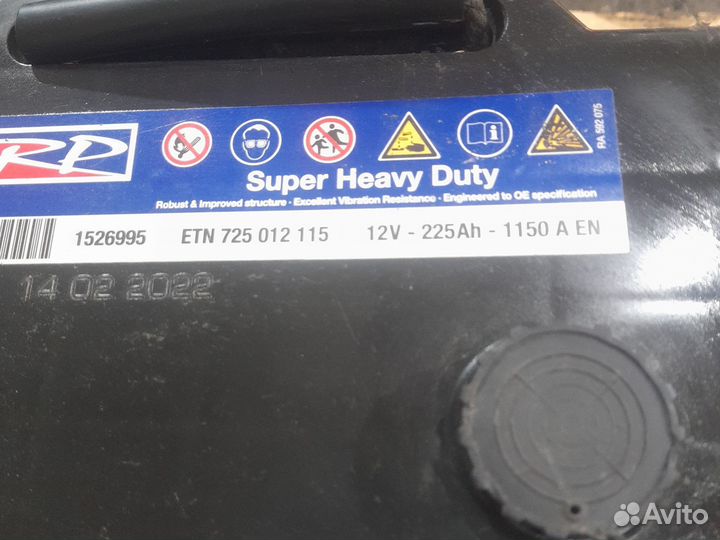 RP
Super Heavy Duty
Robust & Improved structure - Excellent Vibration Resistance - Engineered to OE specification
RA 592 075
1526995 ETN 725 012 115 12V - 225Ah - 1150 A EN
14 02 2022
Avito